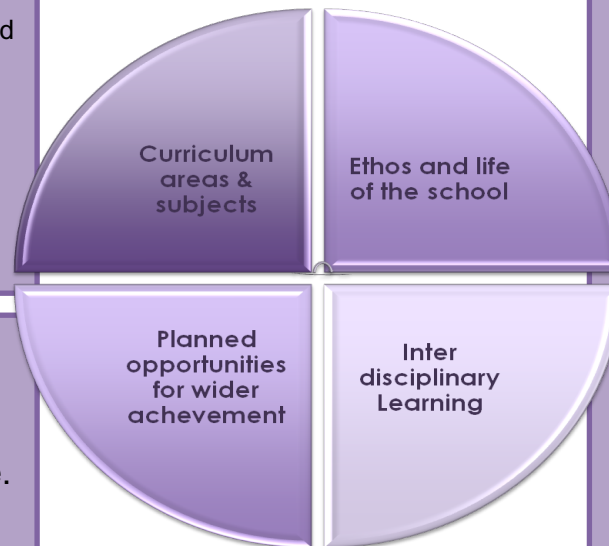 d
Curriculum
areas &
subjects
Ethos and life
of the school
Planned
opportunities
for wider
achevement
Inter
disciplinary
Learning
.